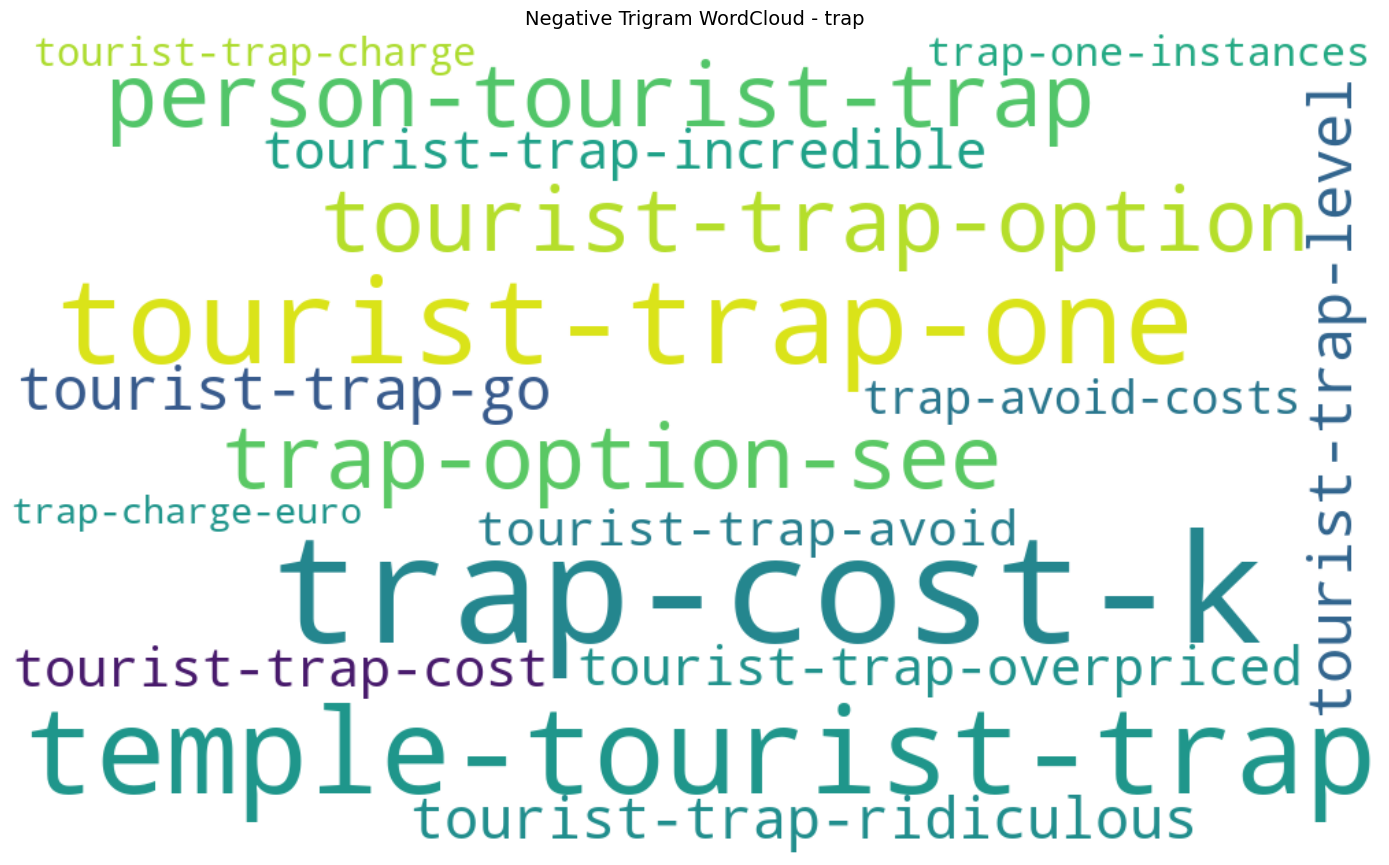 Negative Trigram WordCloud - trap
tourist-trap-charge
trap-one-instances
person-tourist-trap
tourist-trap-incredible
tourist-trap-level
tourist-trap-option
tourist-trap-one
tourist-trap-go
trap-avoid-costs
trap-option-see
trap-charge-euro
tourist-trap-avoid
trap-cost-k
tourist-trap-cost
tourist-trap-overpriced
temple-tourist-trap
tourist-trap-ridiculous